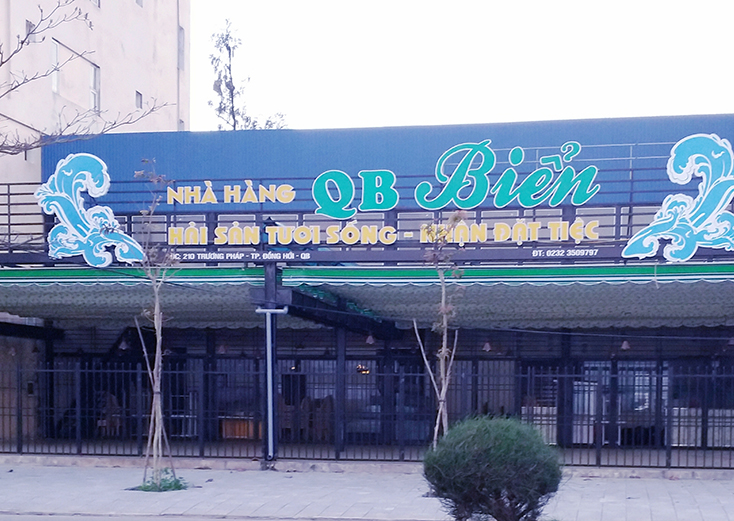 NHÀ HÀNG QB Biển
HẢI SẢN TƯƠI SỐNG - NHẬN ĐẶT TIỆC
ĐC: 210 TRƯƠNG PHÁP - TP. ĐỒNG HỚI - QB ĐT: 0232 3509797